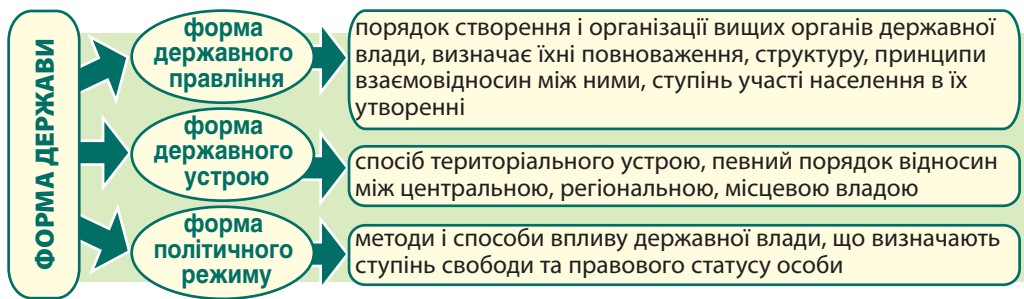 ФОРМА ДЕРЖАВИ
форма
державного
правління
порядок створення і організації вищих органів державної
влади, визначає їхні повноваження, структуру, принципи
взаємовідносин між ними, ступінь участі населення в їх
утворенні
форма
державного
устрою
спосіб територіального устрою, певний порядок відносин
між центральною, регіональною, місцевою владою
форма
політичного
режиму
методи і способи впливу державної влади, що визначають
ступінь свободи та правового статусу особи